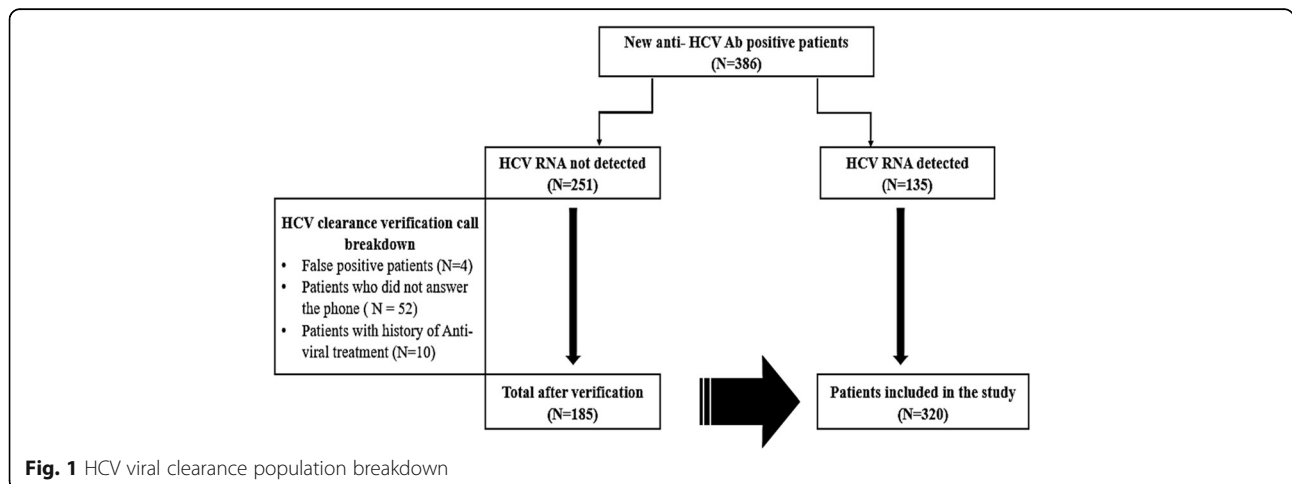 New anti- HCV Ab positive patients
(N=386)
HCV RNA not detected
(N=251)
HCV RNA detected
(N=135)
HCV clearance verification call
breakdown
• False positive patients (N=4)
• Patients who did not answer
the phone ( N = 52)
• Patients with history of Anti-
viral treatment (N=10)
Total after verification
(N=185)
Patients included in the study
(N=320)
Fig. 1 HCV viral clearance population breakdown